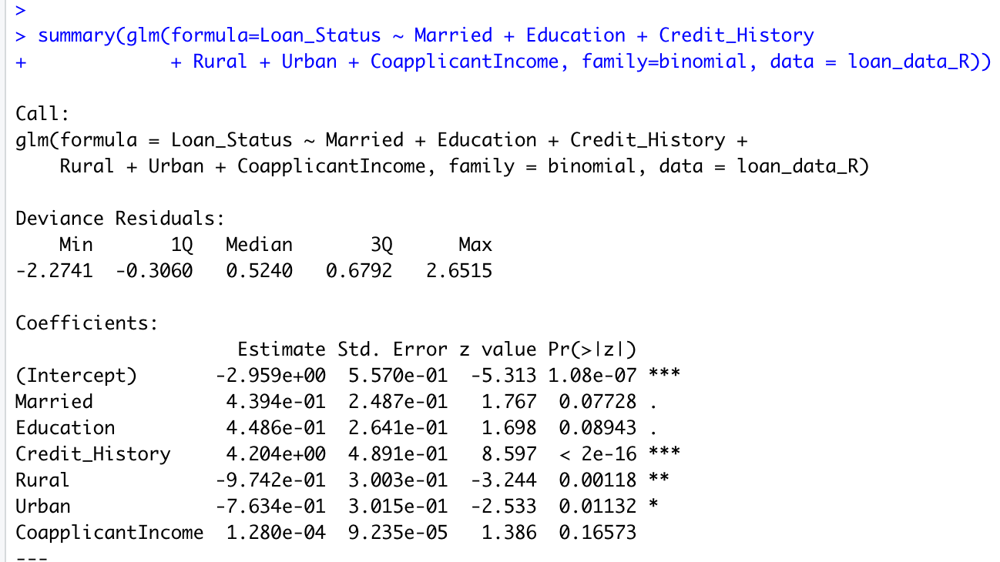 >
> summary(glm(formula=Loan_Status ~ Married + Education + Credit_History
+             + Rural + Urban + CoapplicantIncome, family=binomial, data = loan_data_R))

Call:
glm(formula = Loan_Status ~ Married + Education + Credit_History +
    Rural + Urban + CoapplicantIncome, family = binomial, data = loan_data_R)

Deviance Residuals:
    Min       1Q   Median       3Q      Max
-2.2741  -0.3060   0.5240   0.6792   2.6515

Coefficients:
                    Estimate Std. Error z value Pr(>|z|)
(Intercept)       -2.959e+00  5.570e-01  -5.313 1.08e-07 ***
Married            4.394e-01  2.487e-01   1.767  0.07728 .
Education          4.486e-01  2.641e-01   1.698  0.08943 .
Credit_History     4.204e+00  4.891e-01   8.597  < 2e-16 ***
Rural             -9.742e-01  3.003e-01  -3.244  0.00118 **
Urban             -7.634e-01  3.015e-01  -2.533  0.01132 *
CoapplicantIncome  1.280e-04  9.235e-05   1.386  0.16573
---